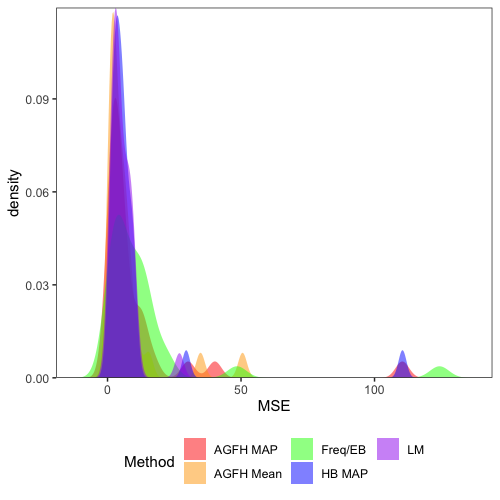 0.09
0.06
0.03
0.00
density
0
50
100
MSE
Method
AGFH MAP
AGFH Mean
Freq/EB
HB MAP
LM